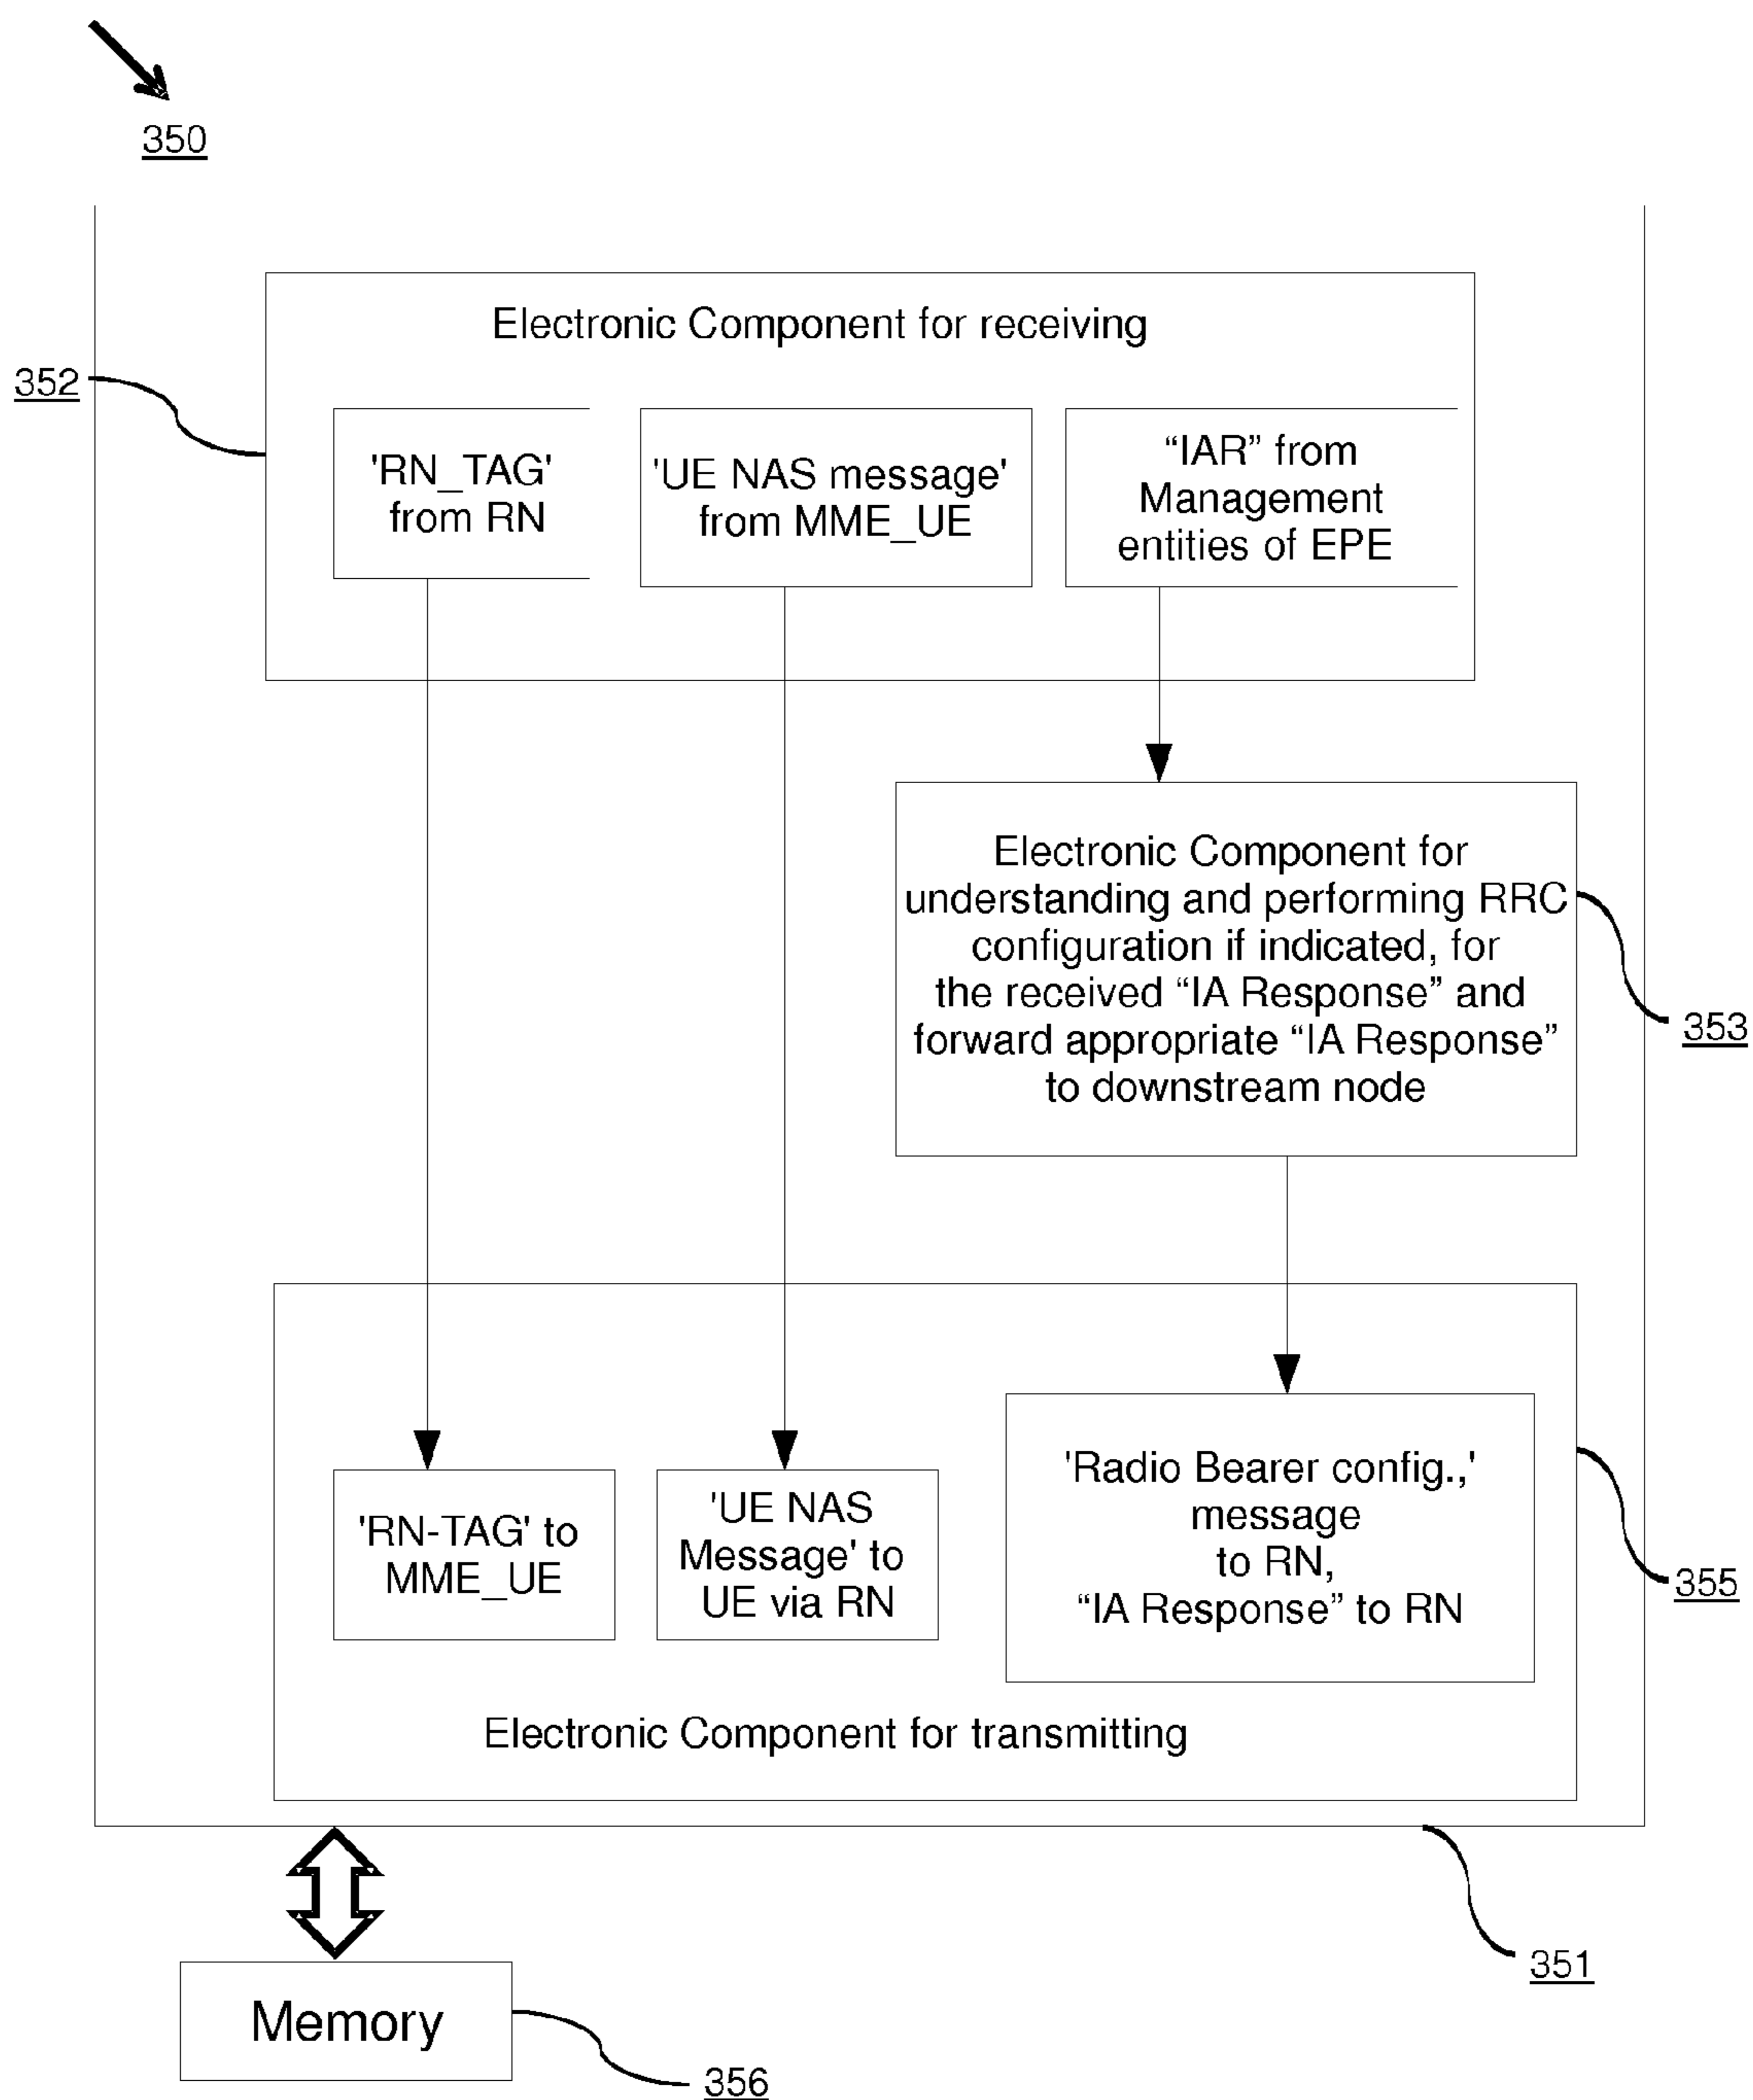 350
Electronic Component for receiving
352
'RN_TAG'
from RN
'UE NAS message'
from MME_UE
“IAR” from
Management
entities of EPE
Electronic Component for
understanding and performing RRC
configuration if indicated, for
the received “IA Response” and
forward appropriate “IA Response”
to downstream node
353
'RN-TAG' to
MME_UE
'UE NAS
Message' to
UE via RN
'Radio Bearer config.,'
message
to RN,
“IA Response” to RN
355
Electronic Component for transmitting
351
Memory
356